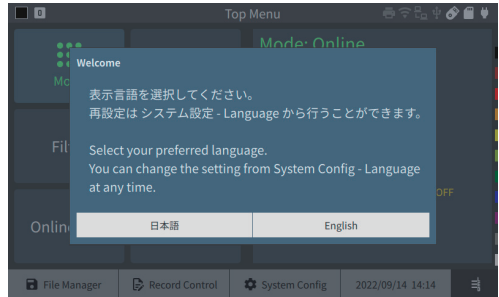 0
Top Menu
Mode: Online
Welcome
表示言語を選択してください。
再設定は システム設定 - Language から行うことができます。
Select your preferred language.
You can change the setting from System Config - Language
at any time.
OFF
Online
日本語
English
File Manager
Record Control
System Config
2022/09/14 14:14